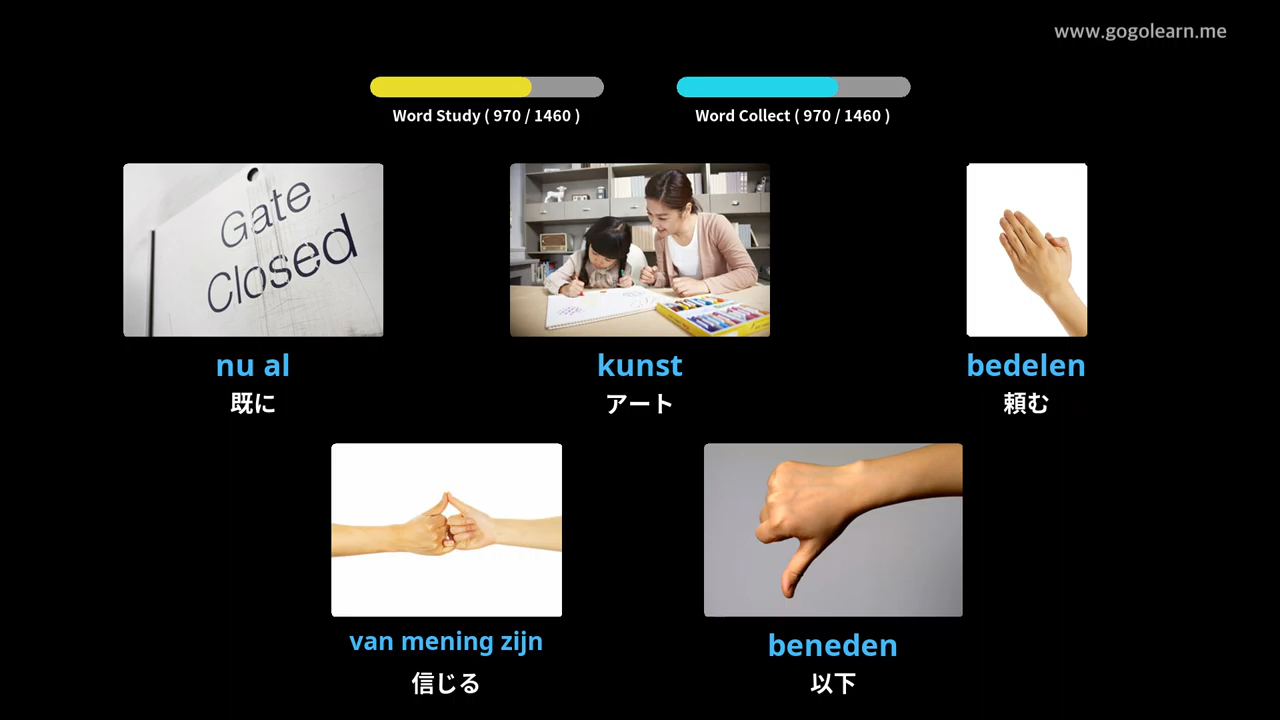 www.gogolearn.me
Word Study ( 970 / 1460 )
Word Collect ( 970 / 1460 )
Gate
Closed
nu al
既に
kunst
アート
bedelen
頼む
van mening zijn
信じる
beneden
以下